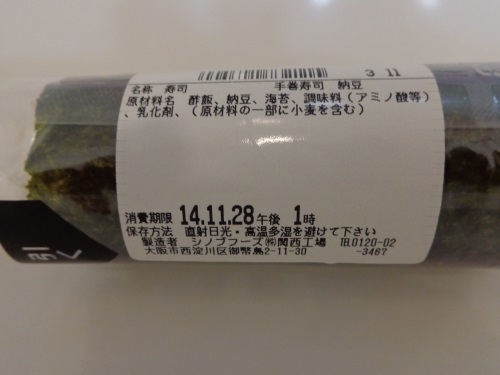 3 11
名称 寿司 手巻寿司 納豆
原材料名 酢飯、納豆、海苔、調味料(アミノ酸等)
、乳化剤、(原材料の一部に小麦を含む)
消費期限 14.11.28午後 1時
保存方法 直射日光・高温多湿を避けて下さい
製造者 シノブフーズ㈱関西工場 ℡0120-02
大阪市西淀川区御幣島2-11-30 -3467